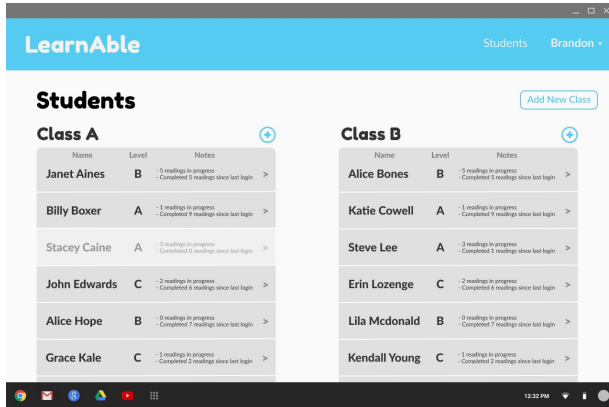 LearnAble
Students
Brandon
Students
Add New Class
Class A
Name Level Notes
Janet Aines B - 5 readings in progress
- Completed 5 readings since last login >
Billy Boxer A - 1 readings in progress
- Completed 9 readings since last login >
Stacey Caine A - 3 readings in progress
- Completed 0 readings since last login >
John Edwards C - 2 readings in progress
- Completed 6 readings since last login >
Alice Hope B - 0 readings in progress
- Completed 7 readings since last login >
Grace Kale C - 1 readings in progress
- Completed 2 readings since last login >
Class B
Name Level Notes
Alice Bones B - 5 readings in progress
- Completed 5 readings since last login >
Katie Cowell A - 1 readings in progress
- Completed 9 readings since last login >
Steve Lee A - 3 readings in progress
- Completed 1 readings since last login >
Erin Lozenge C - 2 readings in progress
- Completed 6 readings since last login >
Lila Mcdonald B - 0 readings in progress
- Completed 7 readings since last login >
Kendall Young C - 1 readings in progress
- Completed 2 readings since last login >
12:32 PM